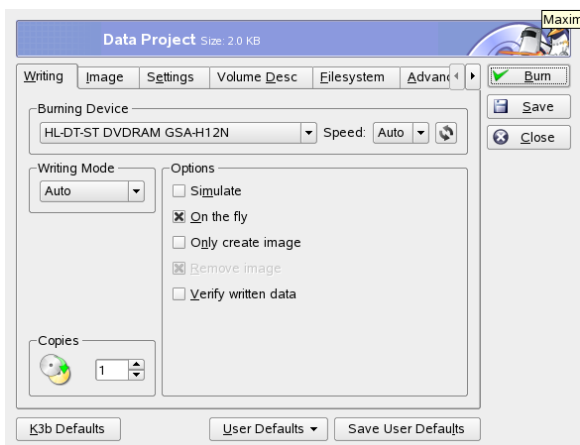 Maxim
Data Project Size: 2.0 KB
Writing Image Settings Volume Desc Filesystem Advanc
Burn
Save
Close
Burning Device
HL-DT-ST DVDRAM GSA-H12N Speed: Auto
Writing Mode
Auto
Options
Simulate
On the fly
Only create image
Remove image
Verify written data
Copies
1
K3b Defaults User Defaults Save User Defaults